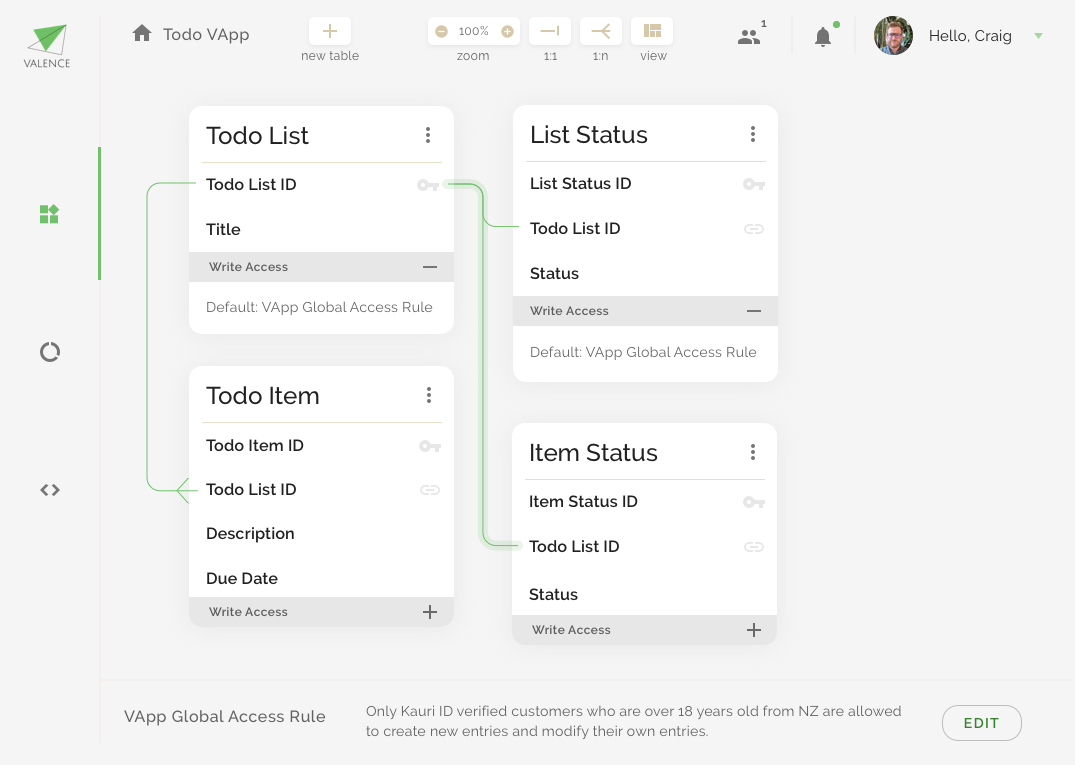 VALENCE
Todo VApp
new table
100%
zoom
1:1
1:n
view
1
Hello, Craig
Todo List
Todo List ID
Title
Write Access
Default: VApp Global Access Rule
List Status
List Status ID
Todo List ID
Status
Write Access
Default: VApp Global Access Rule
Todo Item
Todo Item ID
Todo List ID
Description
Due Date
Write Access
Item Status
Item Status ID
Todo List ID
Status
Write Access
VApp Global Access Rule
Only Kauri ID verified customers who are over 18 years old from NZ are allowed
to create new entries and modify their own entries.
EDIT